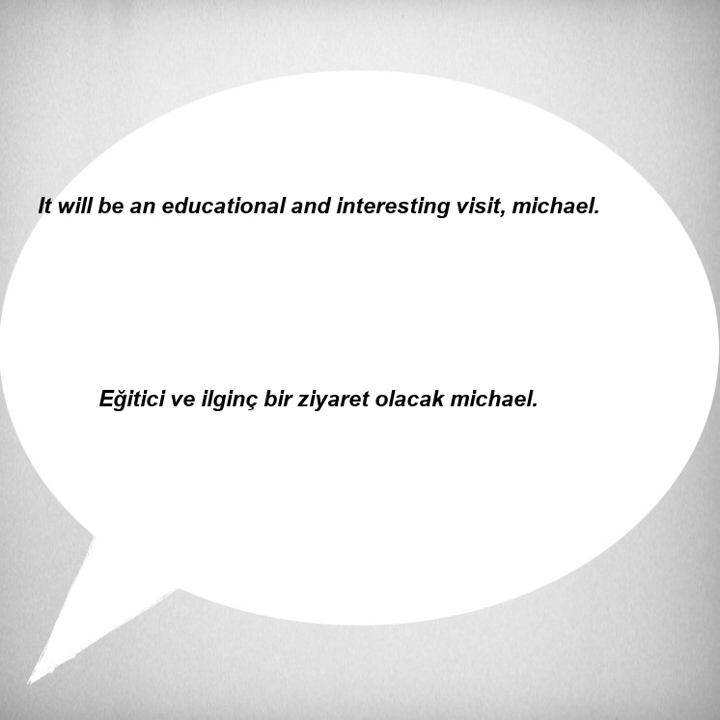 It will be an educational and interesting visit, michael.
Eğitici ve ilginç bir ziyaret olacak michael.